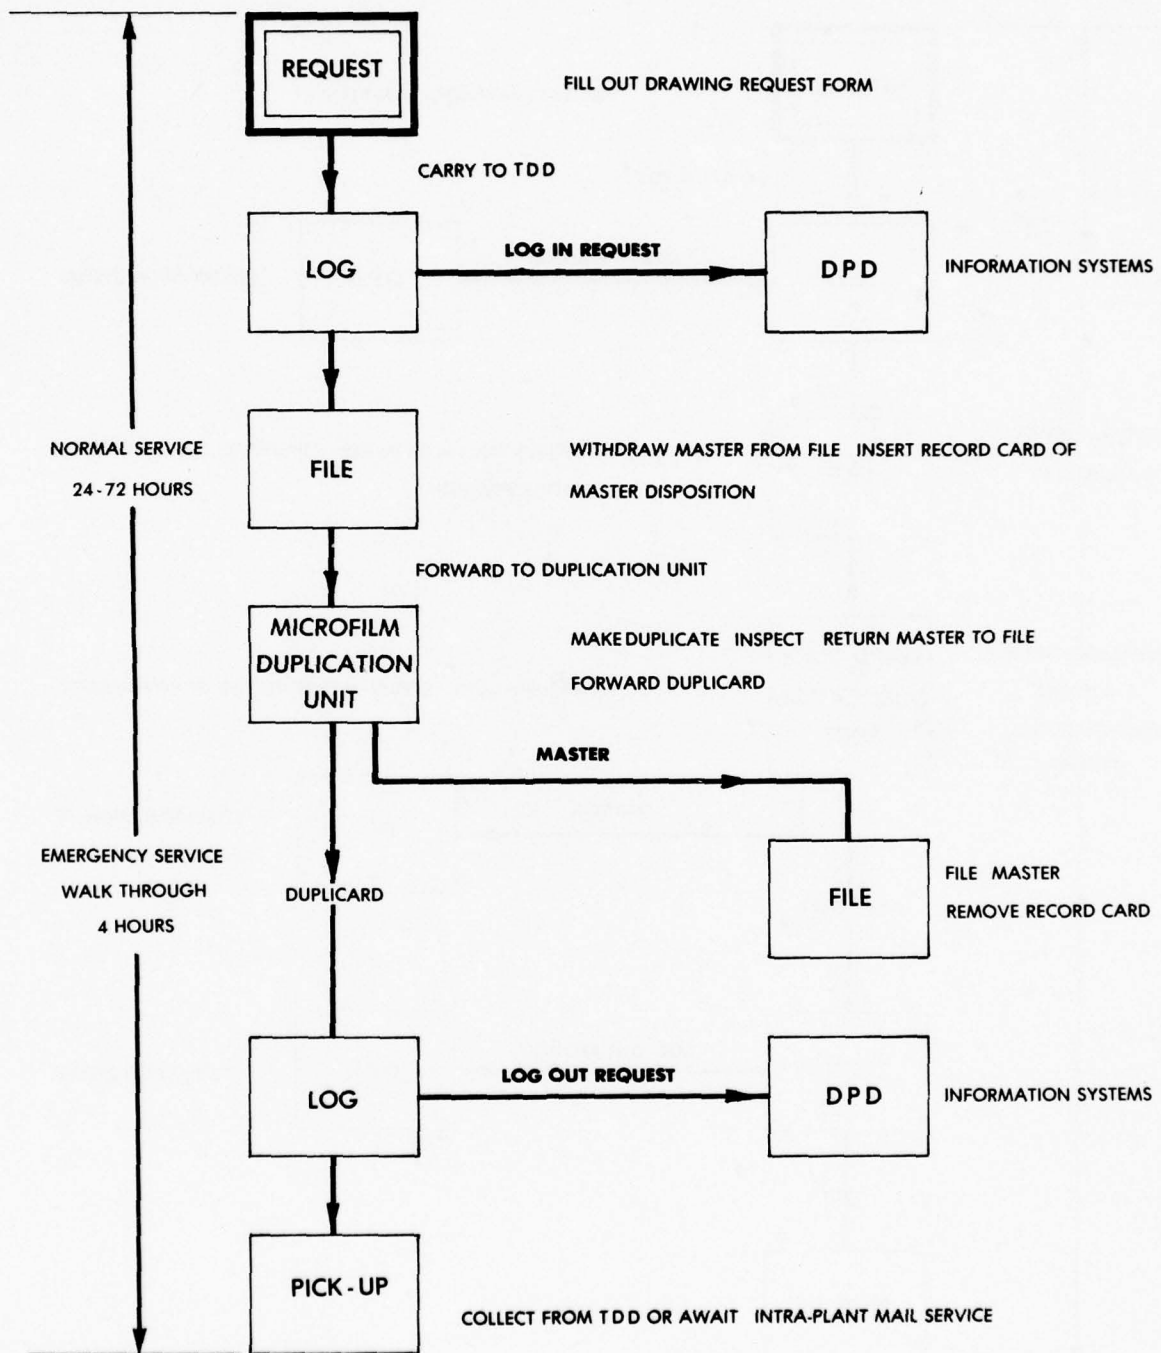 REQUEST
FILL OUT DRAWING REQUEST FORM
CARRY TO TDD
LOG
LOG IN REQUEST
DPD
INFORMATION SYSTEMS
NORMAL SERVICE
24-72 HOURS
FILE
WITHDRAW MASTER FROM FILE INSERT RECORD CARD OF
MASTER DISPOSITION
FORWARD TO DUPLICATION UNIT
MICROFILM
DUPLICATION
UNIT
MAKE DUPLICATE INSPECT RETURN MASTER TO FILE
FORWARD DUPLICARD
MASTER
EMERGENCY SERVICE
WALK THROUGH
4 HOURS
DUPLICARD
FILE
FILE MASTER
REMOVE RECORD CARD
LOG
LOG OUT REQUEST
DPD
INFORMATION SYSTEMS
PICK-UP
COLLECT FROM TDD OR AWAIT INTRA-PLANT MAIL SERVICE